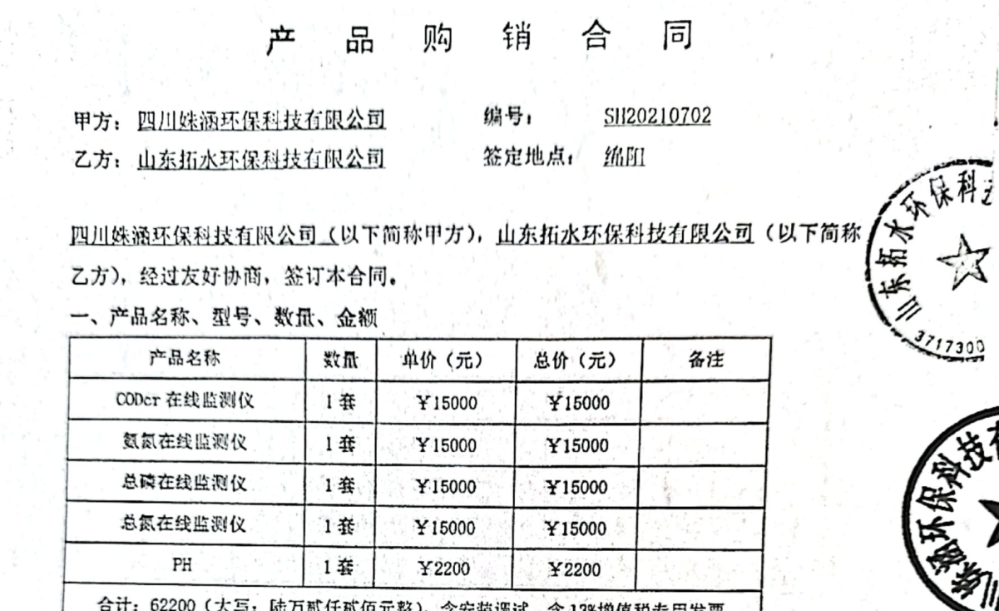 产品购销合同
甲方：四川姝涵环保科技有限公司 编号：SH20210702
乙方：山东拓水环保科技有限公司 签定地点：绵阳
四川姝涵环保科技有限公司（以下简称甲方），山东拓水环保科技有限公司（以下简称
乙方），经过友好协商，签订本合同。
一、产品名称、型号、数量、金额
产品名称 数量 单价（元） 总价（元） 备注
CODcr 在线监测仪 1套 ￥15000 ￥15000
氨氮在线监测仪 1套 ￥15000 ￥15000
总磷在线监测仪 1套 ￥15000 ￥15000
总氮在线监测仪 1套 ￥15000 ￥15000
PH 1套 ￥2200 ￥2200
合计：62200（大写：陆万贰仟贰佰元整），含安装调试，含13%增值税专用发票
山东拓水环保科
3717300
涵环保科技有